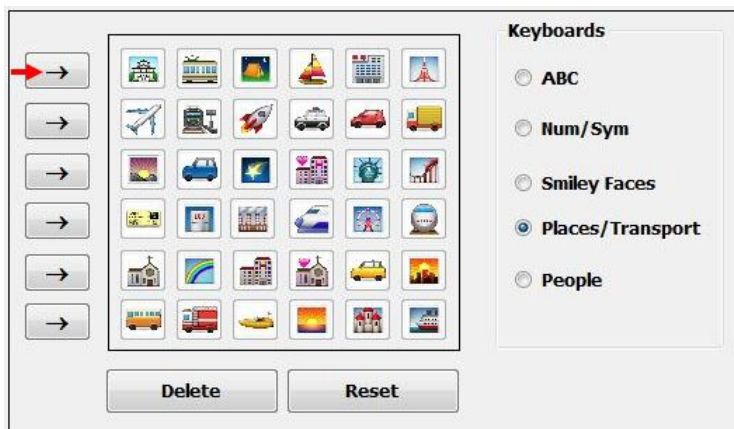 Keyboards
ABC
Num/Sym
Smiley Faces
Places/Transport
People
Delete
Reset